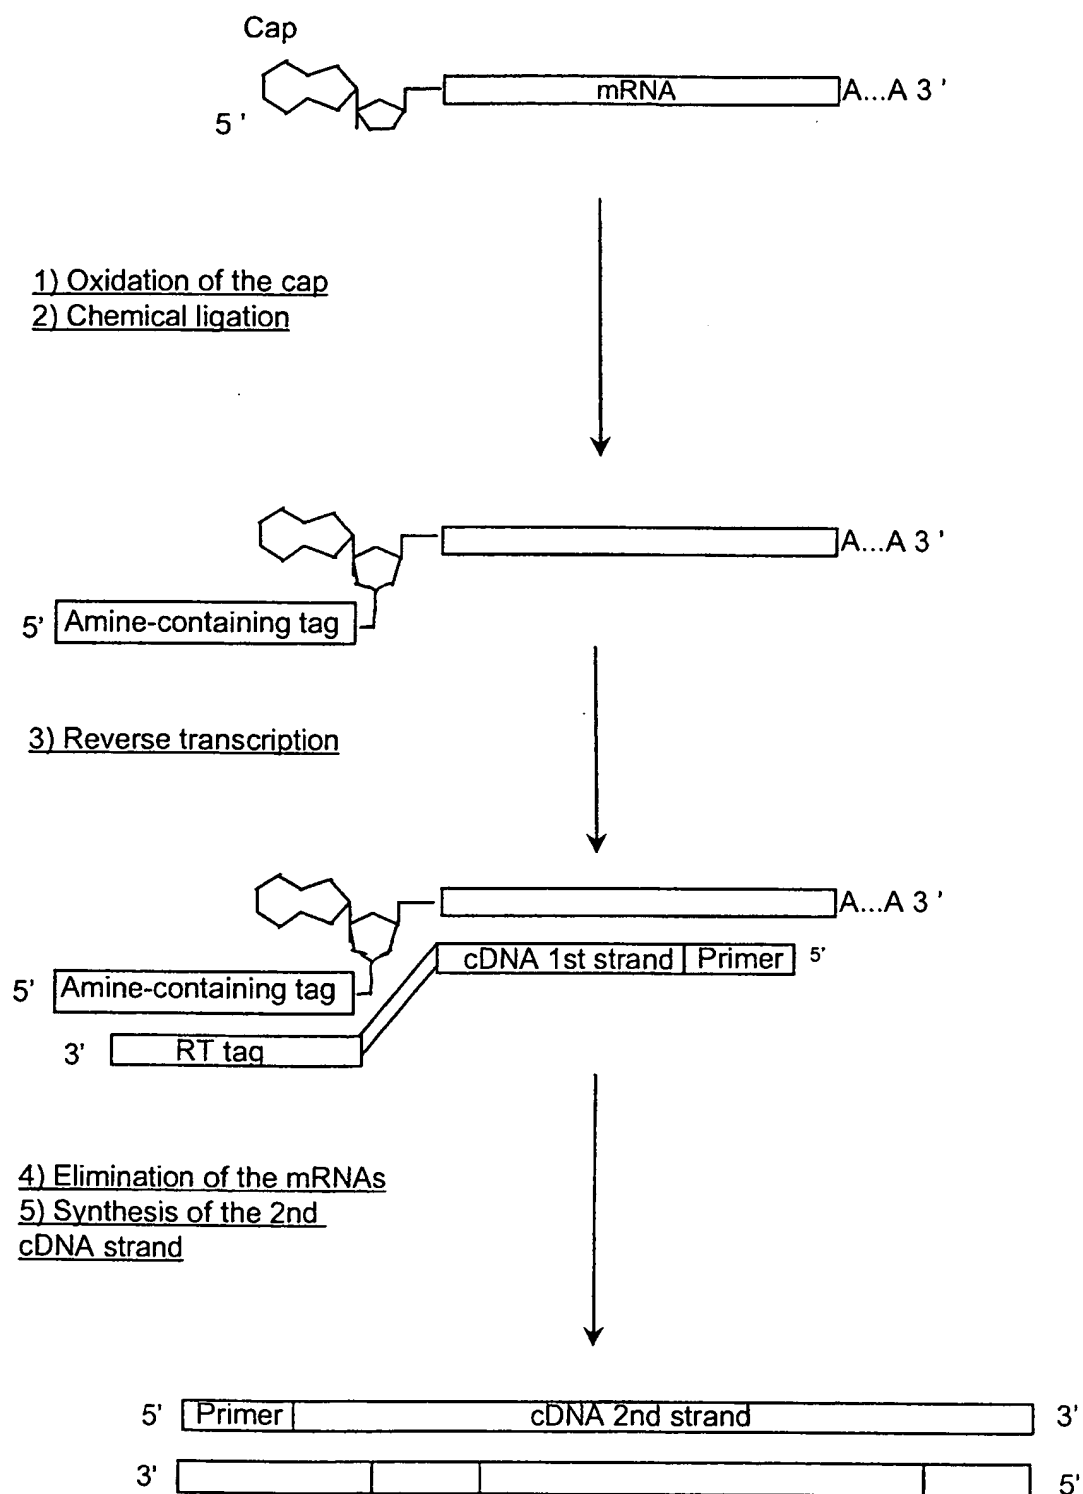 Cap
5 '
mRNA
A...A 3 '
1) Oxidation of the cap
2) Chemical ligation
A...A 3 '
5' Amine-containing tag
3) Reverse transcription
A...A 3 '
cDNA 1st strand Primer 5'
5' Amine-containing tag
3' RT tag
4) Elimination of the mRNAs
5) Synthesis of the 2nd
cDNA strand
5' Primer cDNA 2nd strand 3'
3' 5'